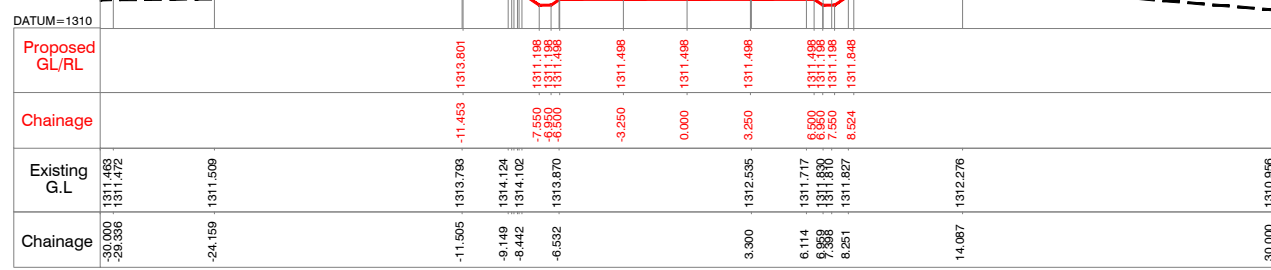 DATUM=1310
Proposed GL/RL
1313.801 1311.198 1311.198 1311.498 1311.498 1311.498 1311.498 1311.498 1311.198 1311.198 1311.848
Chainage
-11.453 -7.550 -6.950 -6.500 -3.250 0.000 3.250 6.500 6.950 7.550 8.524
Existing G.L
1311.463 1311.472 1311.509 1313.793 1314.124 1314.102 1313.870 1312.535 1311.717 1311.830 1311.810 1311.827 1312.276 1310.956
Chainage
-30.000 -29.336 -24.159 -11.505 -9.149 -8.442 -6.532 3.300 6.114 6.959 7.398 8.251 14.087 30.000